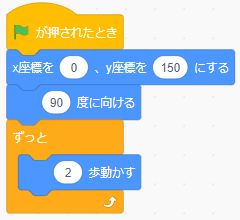 が押されたとき
x座標を 0 、y座標を 150 にする
90 度に向ける
ずっと
2 歩動かす